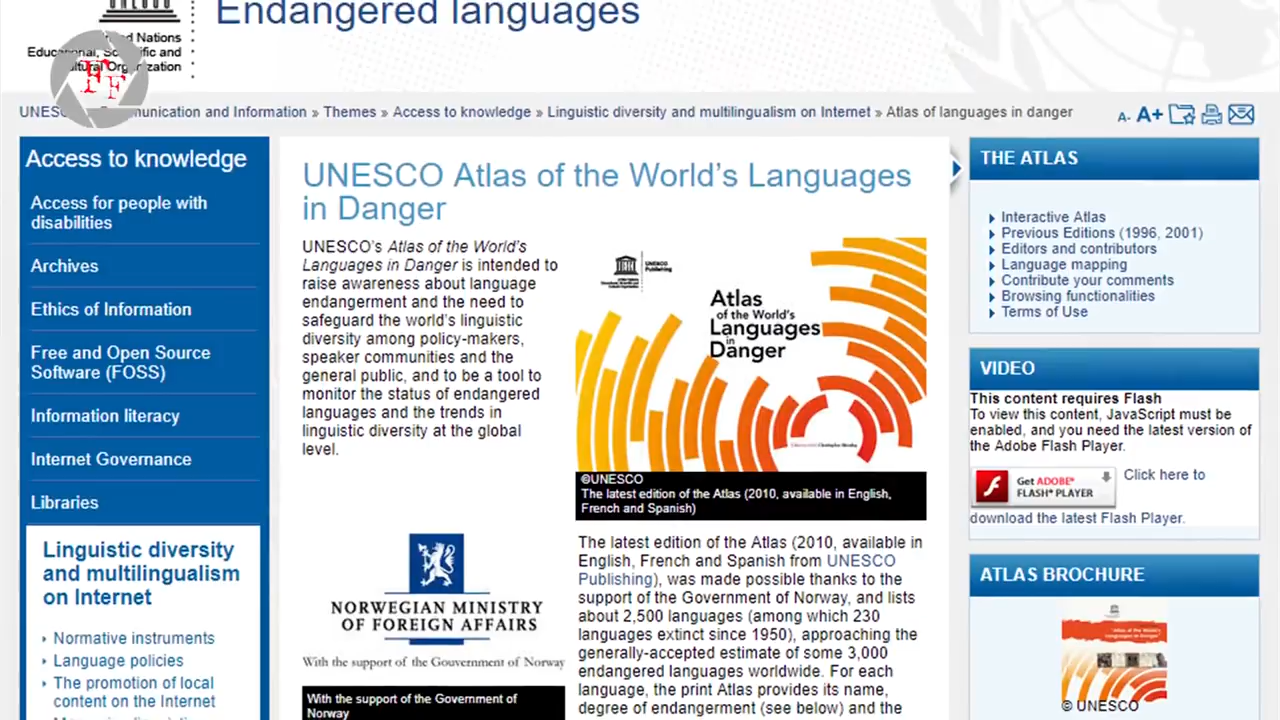 Endangered languages
UNESCO
United Nations
Educational, Scientific and
Cultural Organization
FF
UNESCO Communication and Information » Themes » Access to knowledge » Linguistic diversity and multilingualism on Internet » Atlas of languages in danger
A- A+
Access to knowledge
Access for people with
disabilities
Archives
Ethics of Information
Free and Open Source
Software (FOSS)
Information literacy
Internet Governance
Libraries
Linguistic diversity
and multilingualism
on Internet
Normative instruments
Language policies
The promotion of local
content on the Internet
UNESCO Atlas of the World's Languages
in Danger
UNESCO's Atlas of the World's
Languages in Danger is intended to
raise awareness about language
endangerment and the need to
safeguard the world's linguistic
diversity among policy-makers,
speaker communities and the
general public, and to be a tool to
monitor the status of endangered
languages and the trends in
linguistic diversity at the global
level.
UNESCO
Publishing
Atlas
of the World's
Languages
in
Danger
©UNESCO
The latest edition of the Atlas (2010, available in English,
French and Spanish)
NORWEGIAN MINISTRY
OF FOREIGN AFFAIRS
With the support of the Government of Norway
With the support of the Government of
Norway
The latest edition of the Atlas (2010, available in
English, French and Spanish from UNESCO
Publishing), was made possible thanks to the
support of the Government of Norway, and lists
about 2,500 languages (among which 230
languages extinct since 1950), approaching the
generally-accepted estimate of some 3,000
endangered languages worldwide. For each
language, the print Atlas provides its name,
degree of endangerment (see below) and the
THE ATLAS
Interactive Atlas
Previous Editions (1996, 2001)
Editors and contributors
Language mapping
Contribute your comments
Browsing functionalities
Terms of Use
VIDEO
This content requires Flash
To view this content, JavaScript must be
enabled, and you need the latest version of
the Adobe Flash Player.
Get ADOBE®
FLASH® PLAYER
Click here to
download the latest Flash Player.
ATLAS BROCHURE
Atlas of the World's
Languages in Danger
© UNESCO